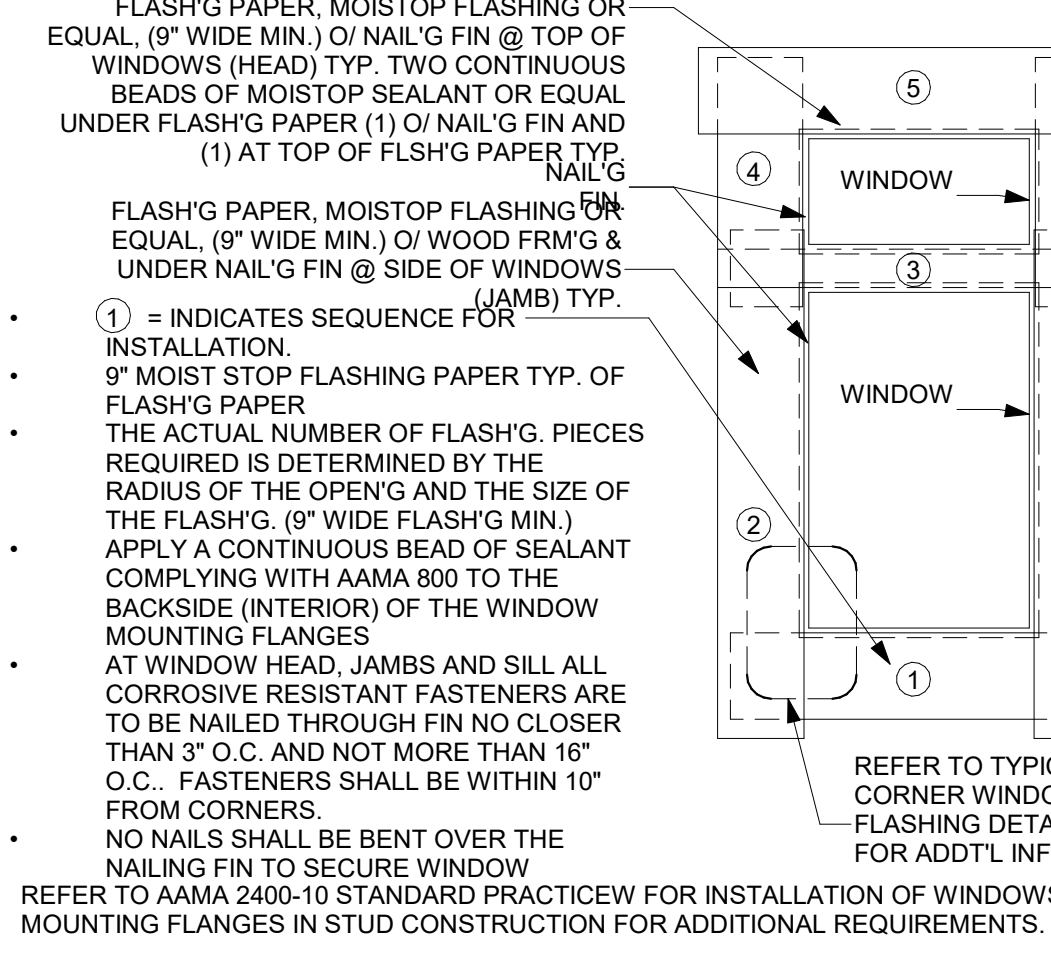 FLASH'G PAPER, MOISTOP FLASHING OR
EQUAL, (9" WIDE MIN.) O/ NAIL'G FIN @ TOP OF
WINDOWS (HEAD) TYP. TWO CONTINUOUS
BEADS OF MOISTOP SEALANT OR EQUAL
UNDER FLASH'G PAPER (1) O/ NAIL'G FIN AND
(1) AT TOP OF FLSH'G PAPER TYP.
NAIL'G
FIN.
FLASH'G PAPER, MOISTOP FLASHING OR
EQUAL, (9" WIDE MIN.) O/ WOOD FRM'G &
UNDER NAIL'G FIN @ SIDE OF WINDOWS
(JAMB) TYP.
• 1 = INDICATES SEQUENCE FOR
INSTALLATION.
• 9" MOIST STOP FLASHING PAPER TYP. OF
FLASH'G PAPER
• THE ACTUAL NUMBER OF FLASH'G. PIECES
REQUIRED IS DETERMINED BY THE
RADIUS OF THE OPEN'G AND THE SIZE OF
THE FLASH'G. (9" WIDE FLASH'G MIN.)
• APPLY A CONTINUOUS BEAD OF SEALANT
COMPLYING WITH AAMA 800 TO THE
BACKSIDE (INTERIOR) OF THE WINDOW
MOUNTING FLANGES
• AT WINDOW HEAD, JAMBS AND SILL ALL
CORROSIVE RESISTANT FASTENERS ARE
TO BE NAILED THROUGH FIN NO CLOSER
THAN 3" O.C. AND NOT MORE THAN 16"
O.C.. FASTENERS SHALL BE WITHIN 10"
FROM CORNERS.
• NO NAILS SHALL BE BENT OVER THE
NAILING FIN TO SECURE WINDOW
5
4
WINDOW
3
WINDOW
2
1
REFER TO TYPIC
CORNER WINDO
FLASHING DETA
FOR ADDT'L INF
REFER TO AAMA 2400-10 STANDARD PRACTICEW FOR INSTALLATION OF WINDOWS
MOUNTING FLANGES IN STUD CONSTRUCTION FOR ADDITIONAL REQUIREMENTS.